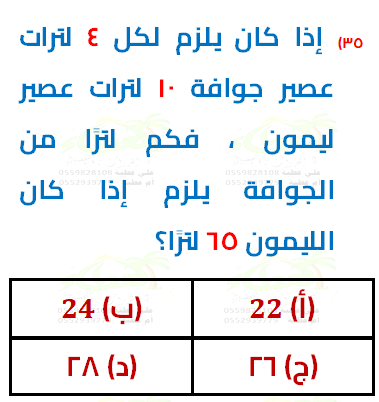 ٣٥) إذا كان يلزم لكل ٤ لترات
عصير جوافة ١٠ لترات عصير
ليمون ، فكم لترًا من
الجوافة يلزم إذا كان
الليمون ٦٥ لترًا؟
(أ) 22 (ب) 24
(ج) ٢٦ (د) ٢٨